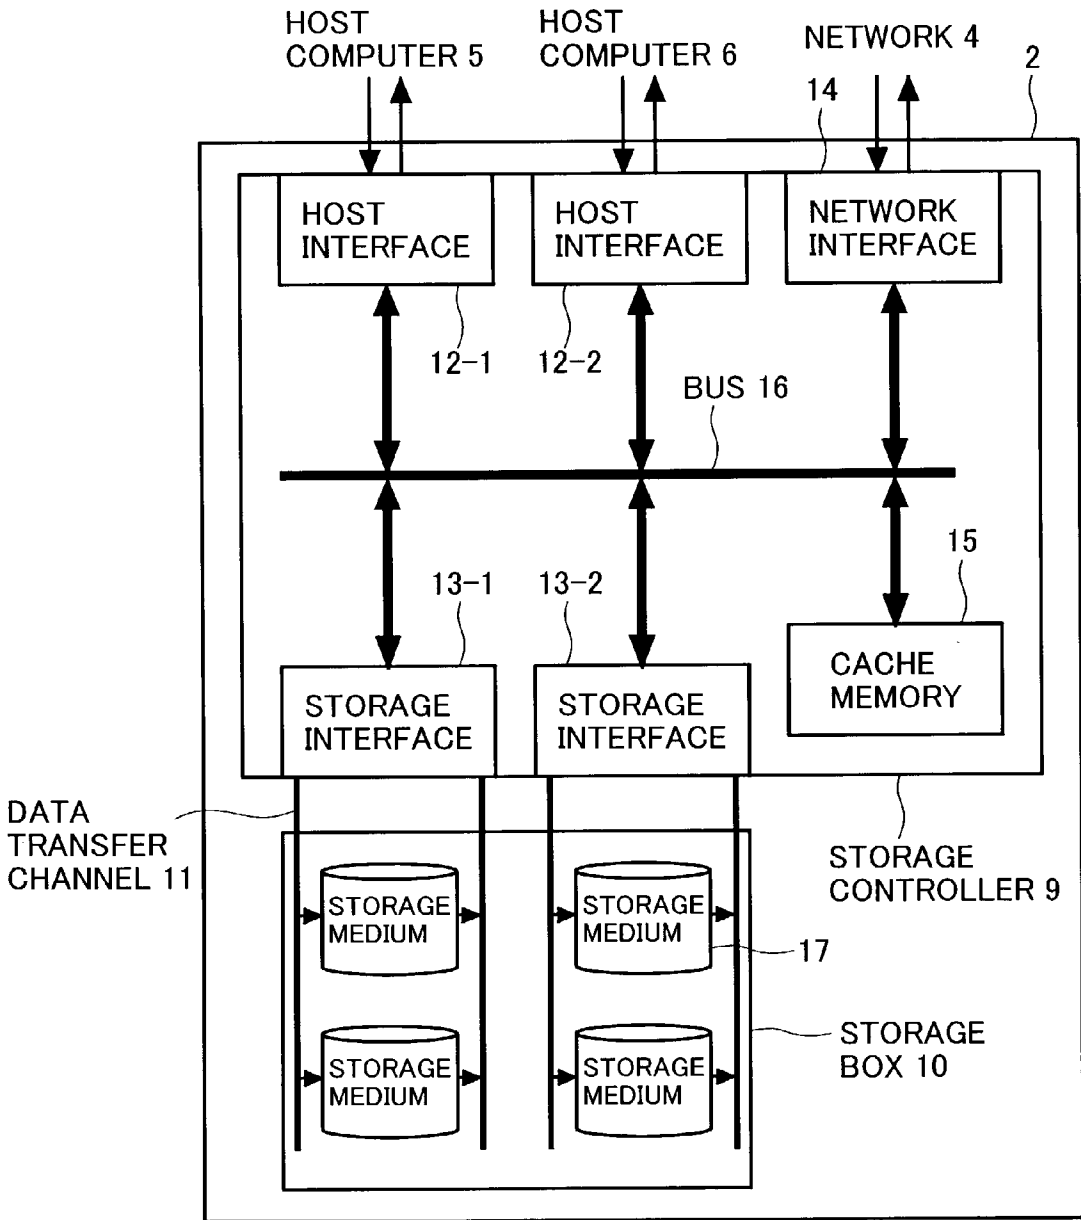 HOST
COMPUTER 5
HOST
COMPUTER 6
NETWORK 4
2
14
HOST
INTERFACE
HOST
INTERFACE
NETWORK
INTERFACE
12-1
12-2
BUS 16
13-1
13-2
15
STORAGE
INTERFACE
STORAGE
INTERFACE
CACHE
MEMORY
DATA
TRANSFER
CHANNEL 11
STORAGE
CONTROLLER 9
STORAGE
MEDIUM
STORAGE
MEDIUM
17
STORAGE
MEDIUM
STORAGE
MEDIUM
STORAGE
BOX 10